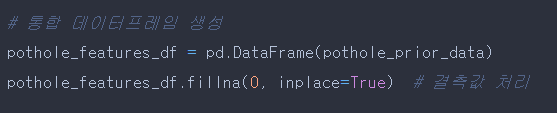 # 통합 데이터프레임 생성
pothole_features_df = pd.DataFrame(pothole_prior_data)
pothole_features_df.fillna(0, inplace=True)  # 결측값 처리